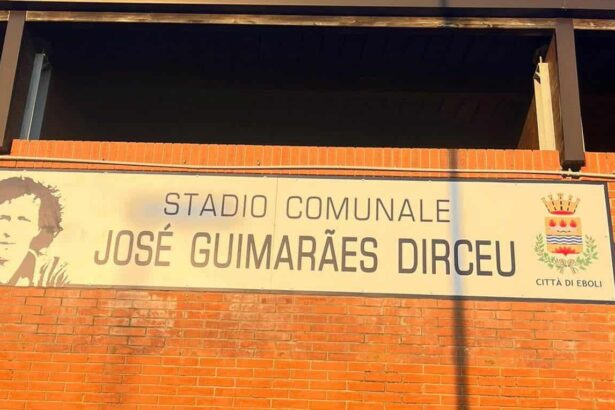 STADIO COMUNALE
JOSÉ GUIMARÃES DIRCEU
CITTÀ DI EBOLI